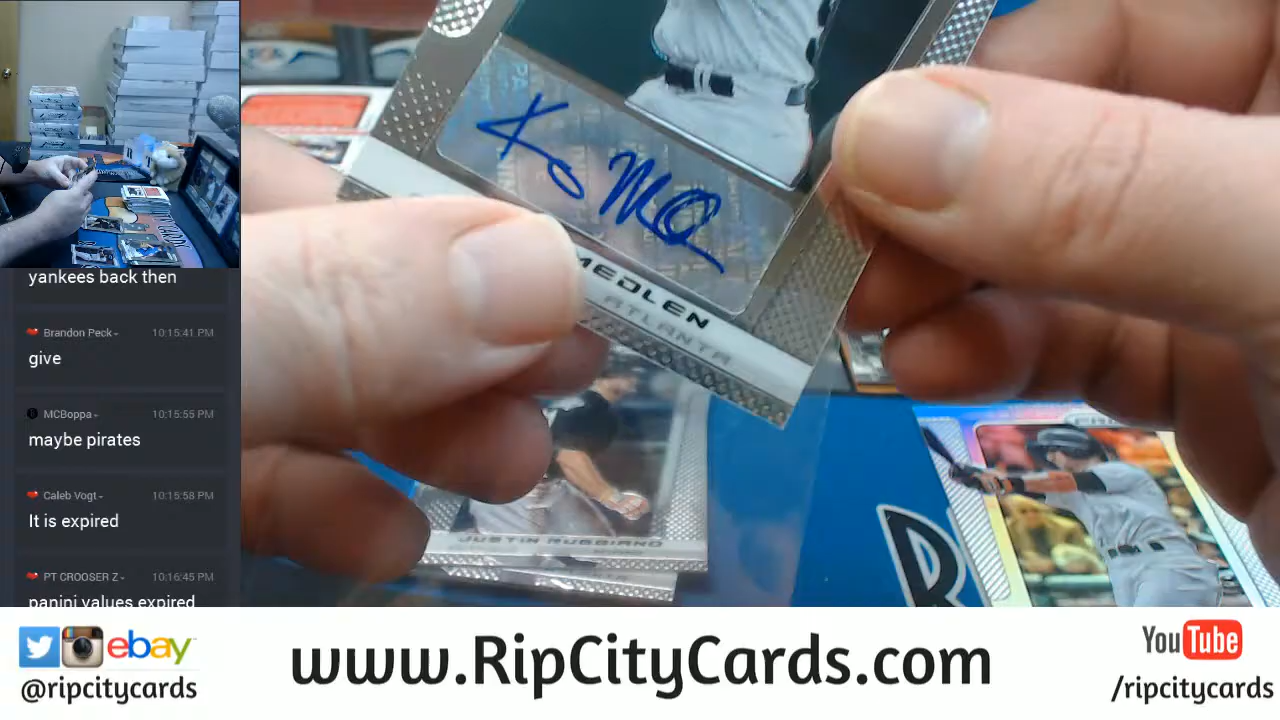 yankees back then
Brandon Peck 10:15:41 PM
give
MCBoppa 10:15:55 PM
maybe pirates
Caleb Vogt 10:15:58 PM
It is expired
PT CROOSER Z 10:16:45 PM
panini values expired
MEDLEN
ATLANTA
JUSTIN RUGGIANO
ebay
@ripcitycards
www.RipCityCards.com
YouTube
/ripcitycards